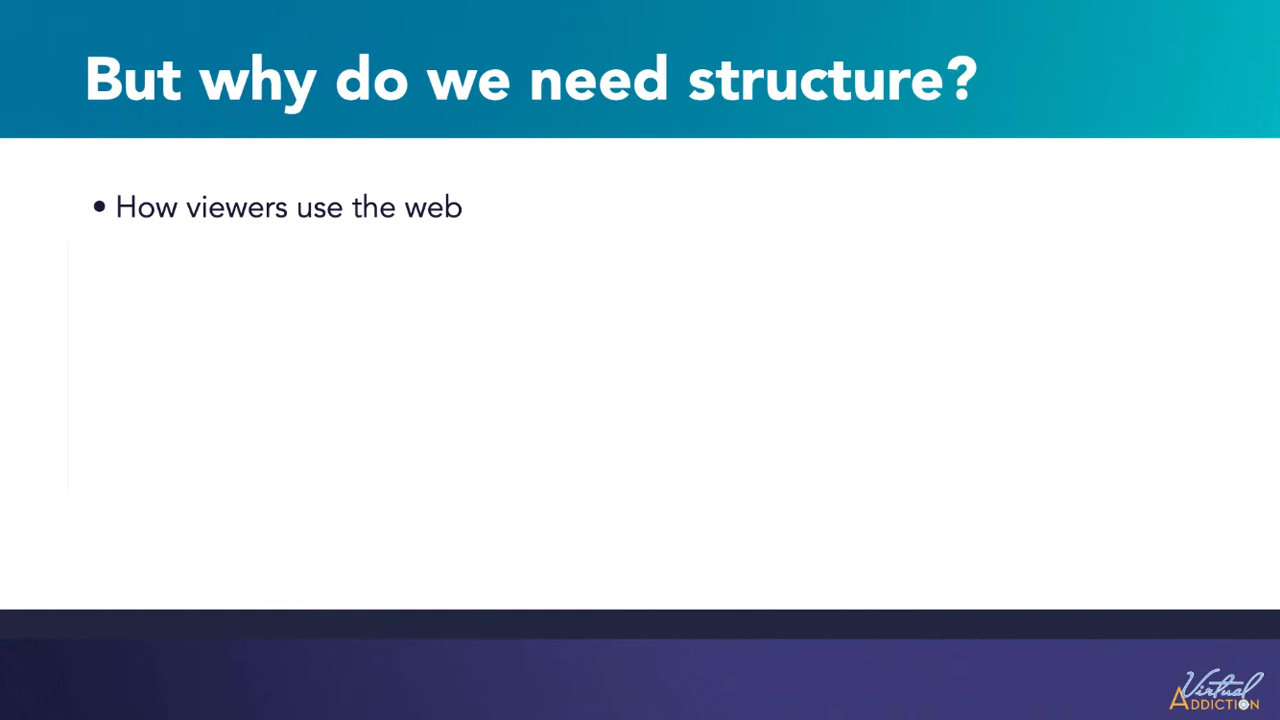 But why do we need structure?
• How viewers use the web
Virtual
ADDICTION